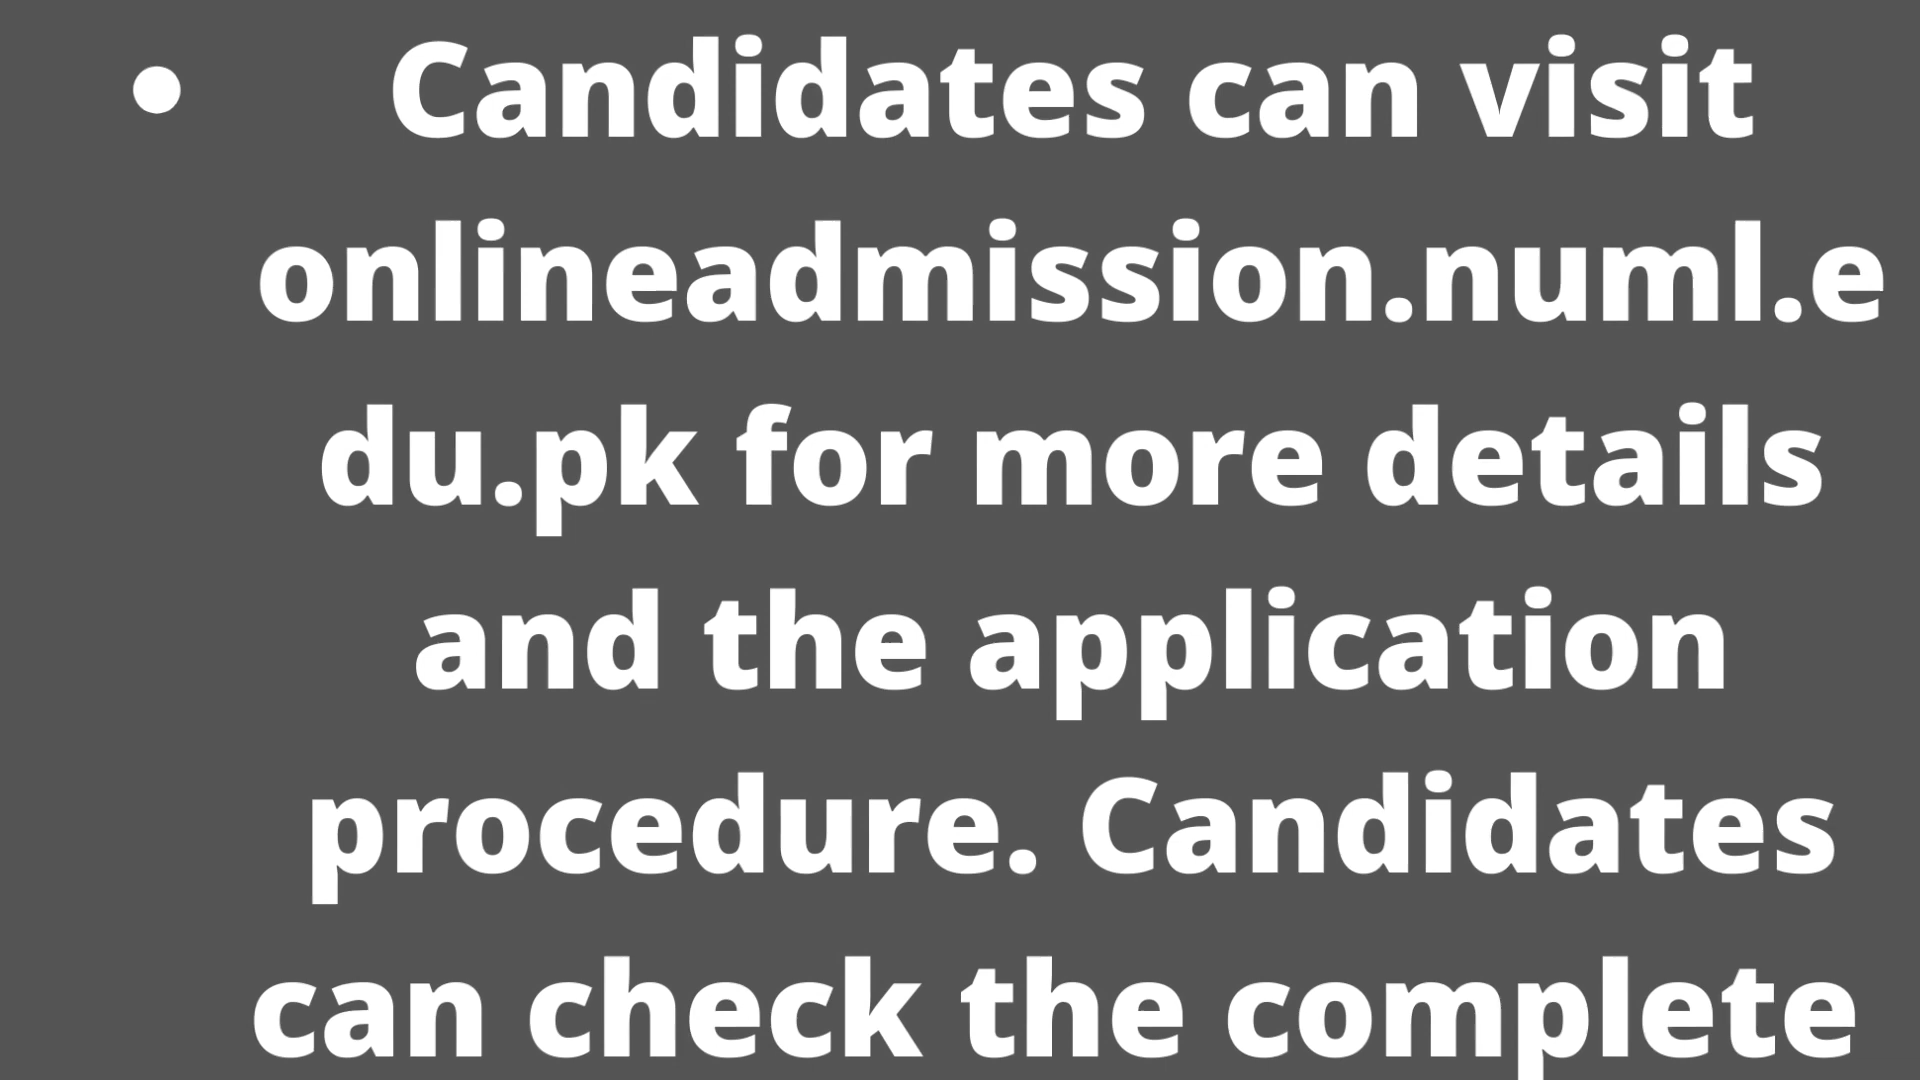 • Candidates can visit
onlineadmission.numl.e
du.pk for more details
and the application
procedure. Candidates
can check the complete